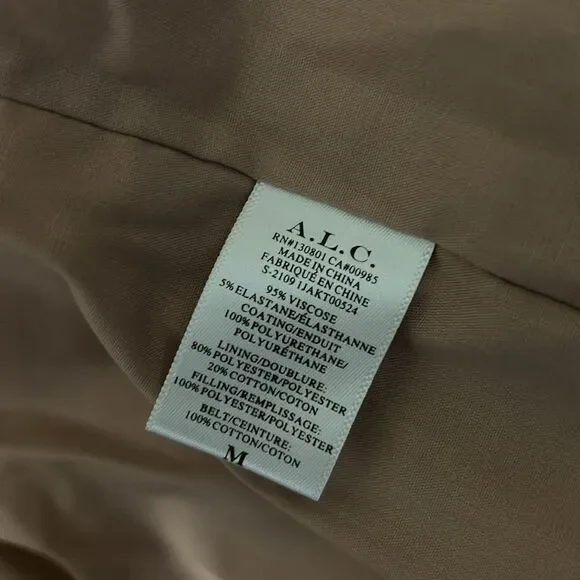 A.L.C.
RN#130801 CA#00985
MADE IN CHINA
FABRIQUÉ EN CHINE
S-2109 1JAKT00524
95% VISCOSE
5% ELASTANE/ÉLASTHANNE
COATING/ENDUIT
100% POLYURETHANE/
POLYURÉTHANE
LINING/DOUBLURE:
80% POLYESTER/POLYESTER
20% COTTON/COTON
FILLING/REMPLISSAGE:
100% POLYESTER/POLYESTER
BELT/CEINTURE:
100% COTTON/COTON
M